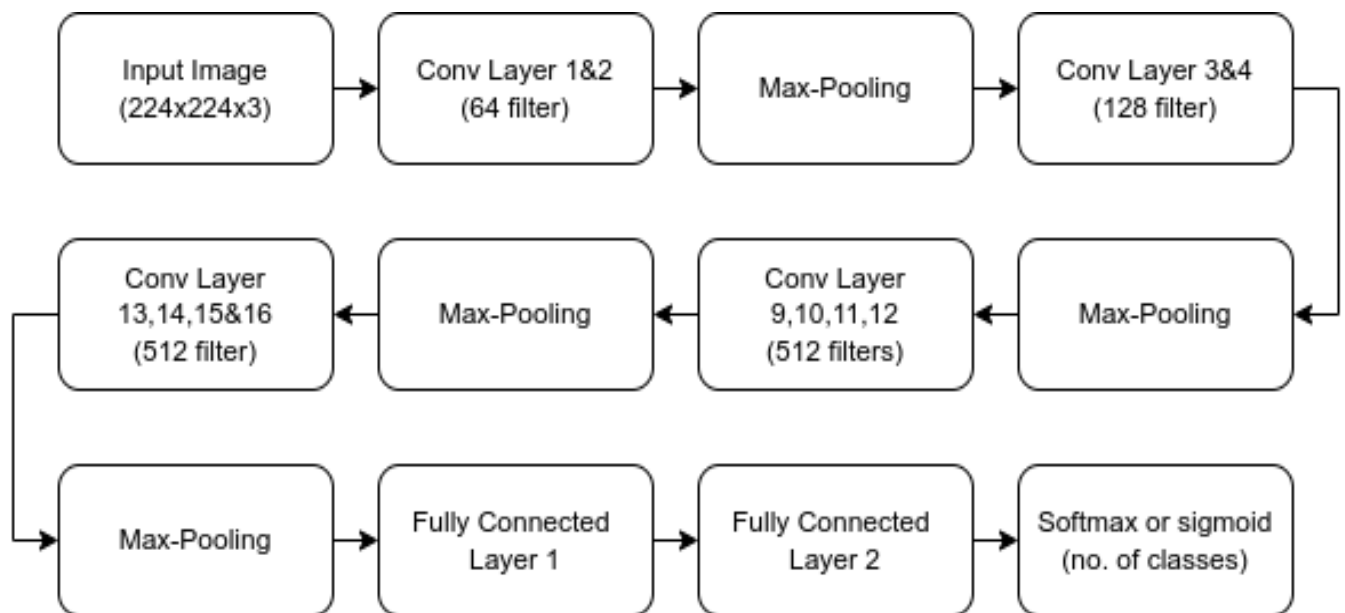 Input Image
(224x224x3)
Conv Layer 1&2
(64 filter)
Max-Pooling
Conv Layer 3&4
(128 filter)
Max-Pooling
Conv Layer
9,10,11,12
(512 filters)
Max-Pooling
Conv Layer
13,14,15&16
(512 filter)
Max-Pooling
Fully Connected
Layer 1
Fully Connected
Layer 2
Softmax or sigmoid
(no. of classes)